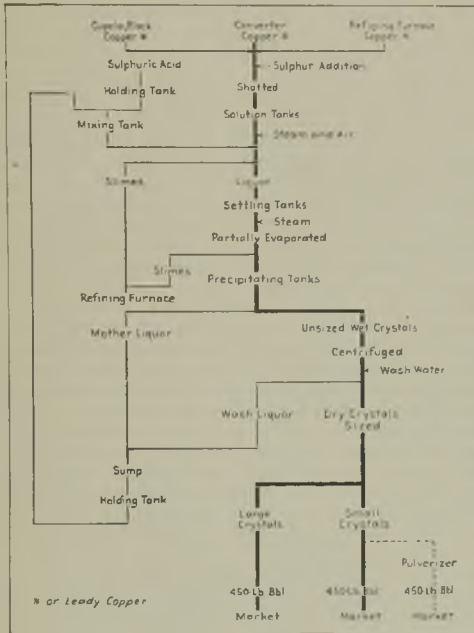 Cupola Black Copper *
Converter Copper *
Refining Furnace Copper *
Sulphuric Acid
Sulphur Addition
Holding Tank
Shotted
Solution Tanks
Mixing Tank
Steam and Air
Slimes
Liquor
Settling Tanks
Steam
Partially Evaporated
Slimes
Precipitating Tanks
Refining Furnace
Mother Liquor
Unsized Wet Crystals
Centrifuged
Wash Water
Wash Liquor
Dry Crystals
Sized
Sump
Holding Tank
Large Crystals
Small Crystals
Pulverizer
450-Lb Bbl
450-Lb Bbl
450-Lb Bbl
Market
Market
Market
* or Leady Copper